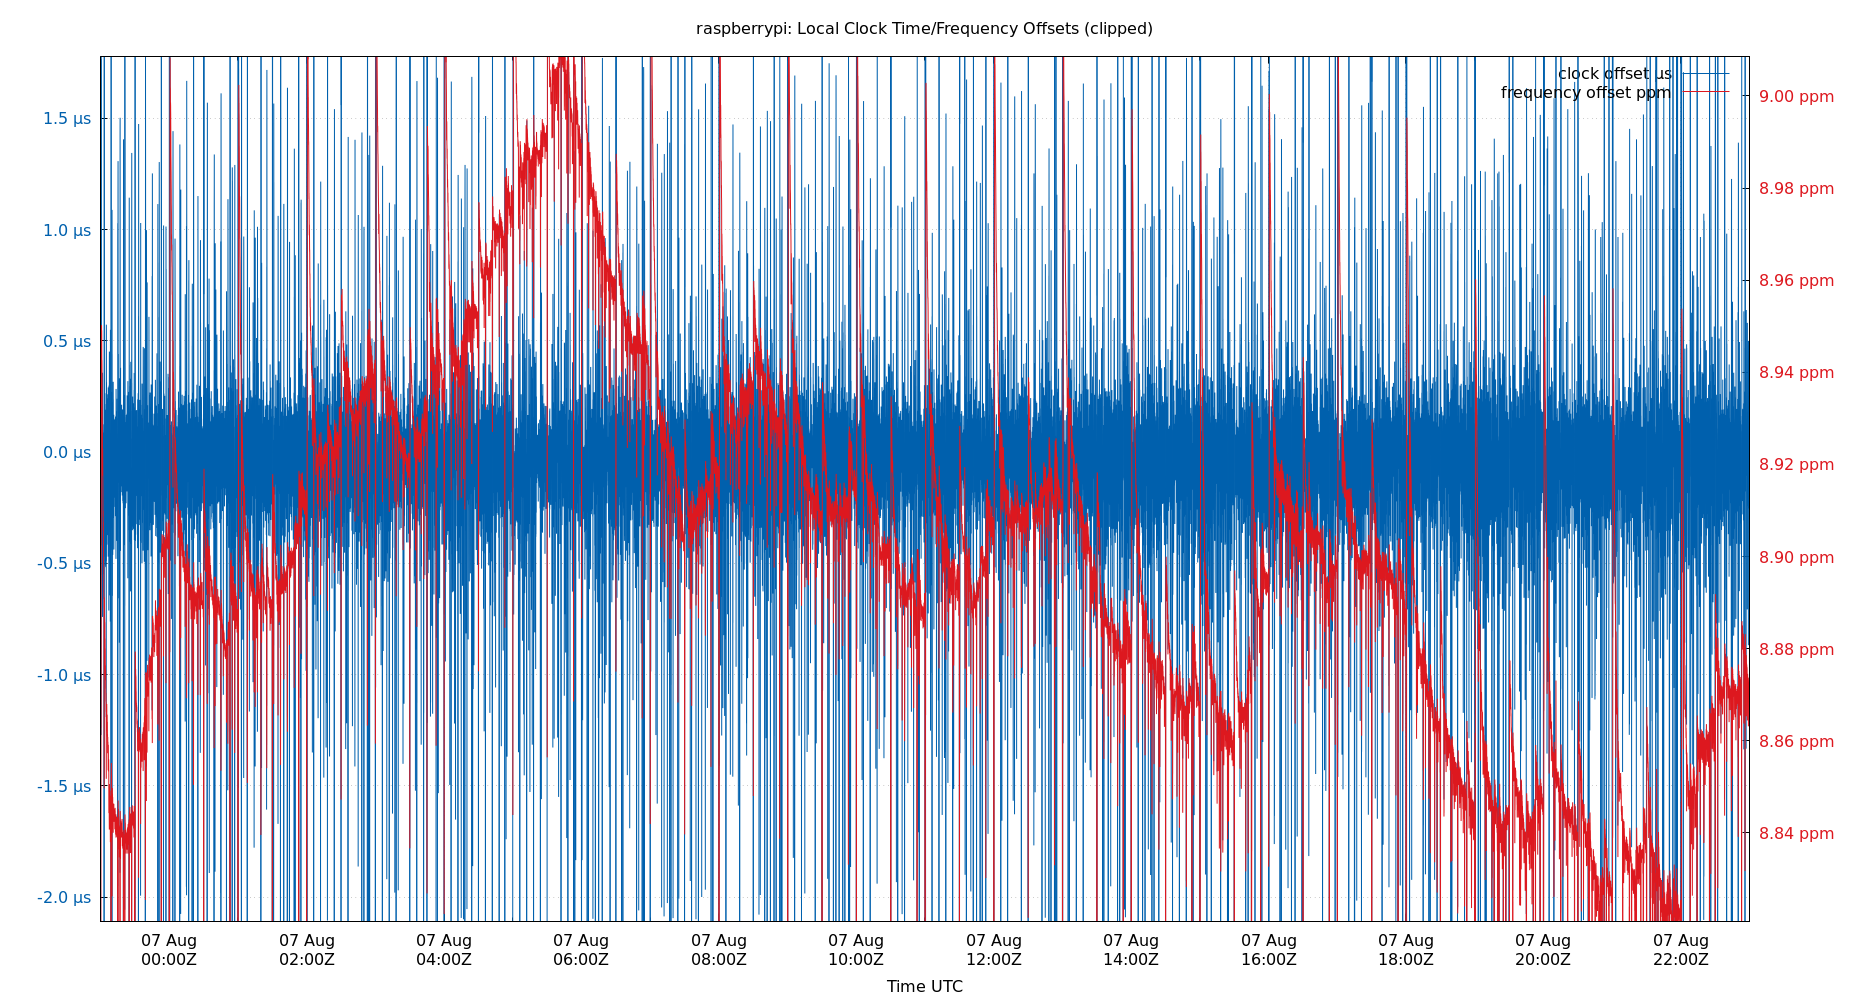 raspberrypi: Local Clock Time/Frequency Offsets (clipped)
clock offset µs
frequency offset ppm
1.5 µs
1.0 µs
0.5 µs
0.0 µs
-0.5 µs
-1.0 µs
-1.5 µs
-2.0 µs
9.00 ppm
8.98 ppm
8.96 ppm
8.94 ppm
8.92 ppm
8.90 ppm
8.88 ppm
8.86 ppm
8.84 ppm
07 Aug 07 Aug 07 Aug 07 Aug 07 Aug 07 Aug 07 Aug 07 Aug 07 Aug 07 Aug 07 Aug 07 Aug
00:00Z 02:00Z 04:00Z 06:00Z 08:00Z 10:00Z 12:00Z 14:00Z 16:00Z 18:00Z 20:00Z 22:00Z
Time UTC